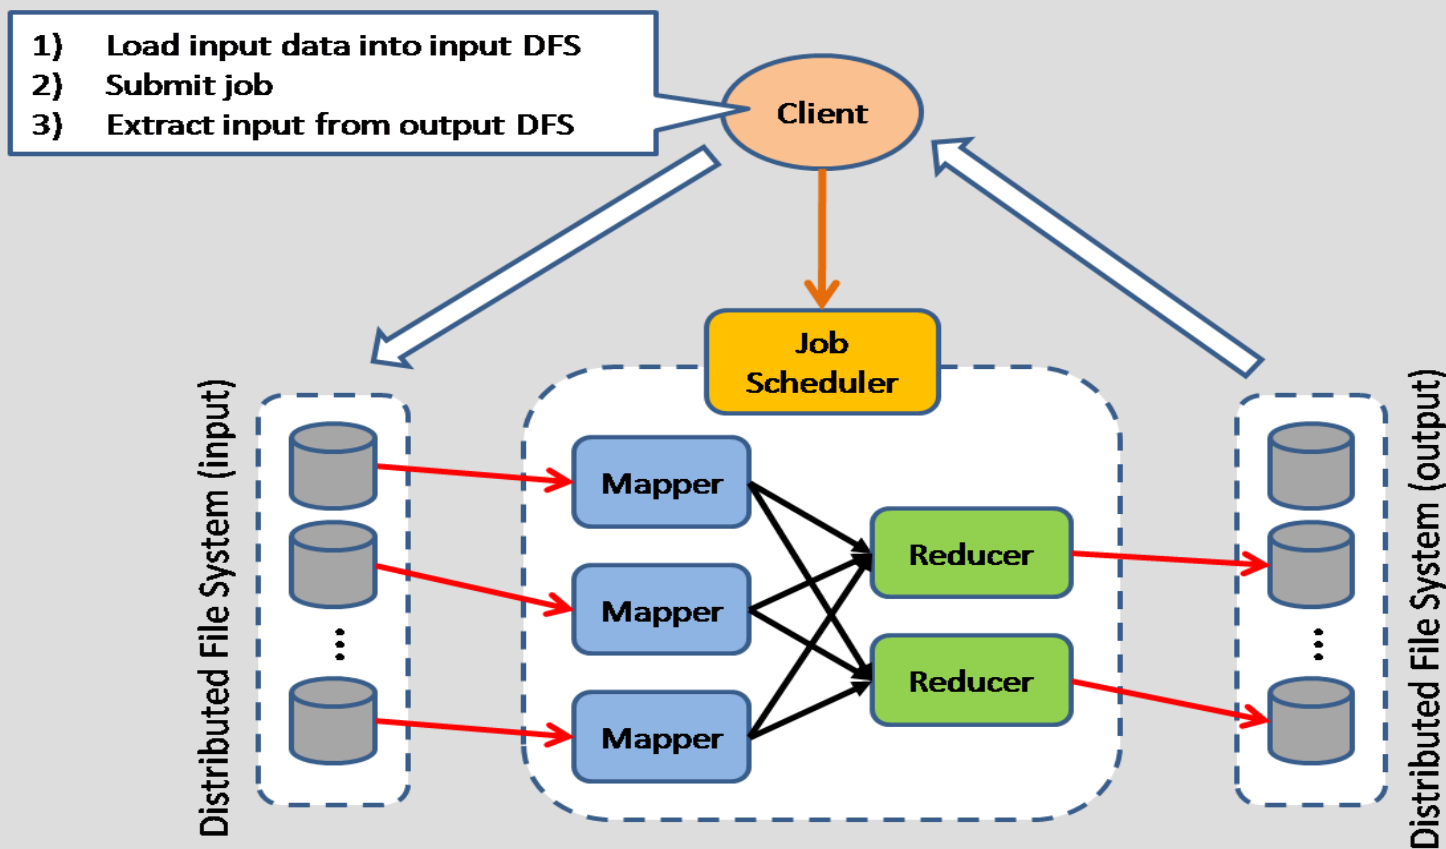 1) Load input data into input DFS
2) Submit job
3) Extract input from output DFS
Client
Job
Scheduler
Distributed File System (input)
Mapper
Mapper
Mapper
...
Reducer
Reducer
...
Distributed File System (output)